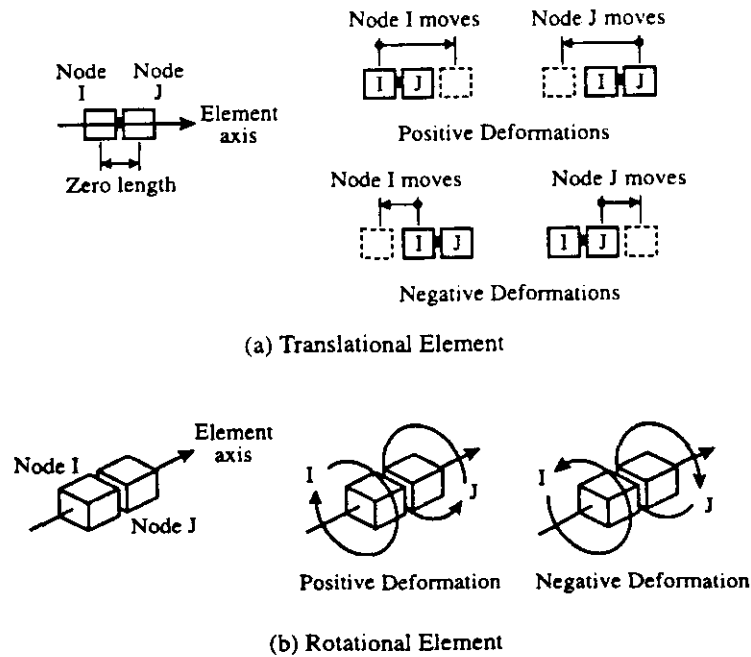 Node I moves
Node J moves
Node
I
Node
J
I J
I J
Element
axis
Zero length
Positive Deformations
Node I moves
Node J moves
I J
I J
Negative Deformations
(a) Translational Element
Element
axis
Node I
Node J
I
J
Positive Deformation
I
J
Negative Deformation
(b) Rotational Element